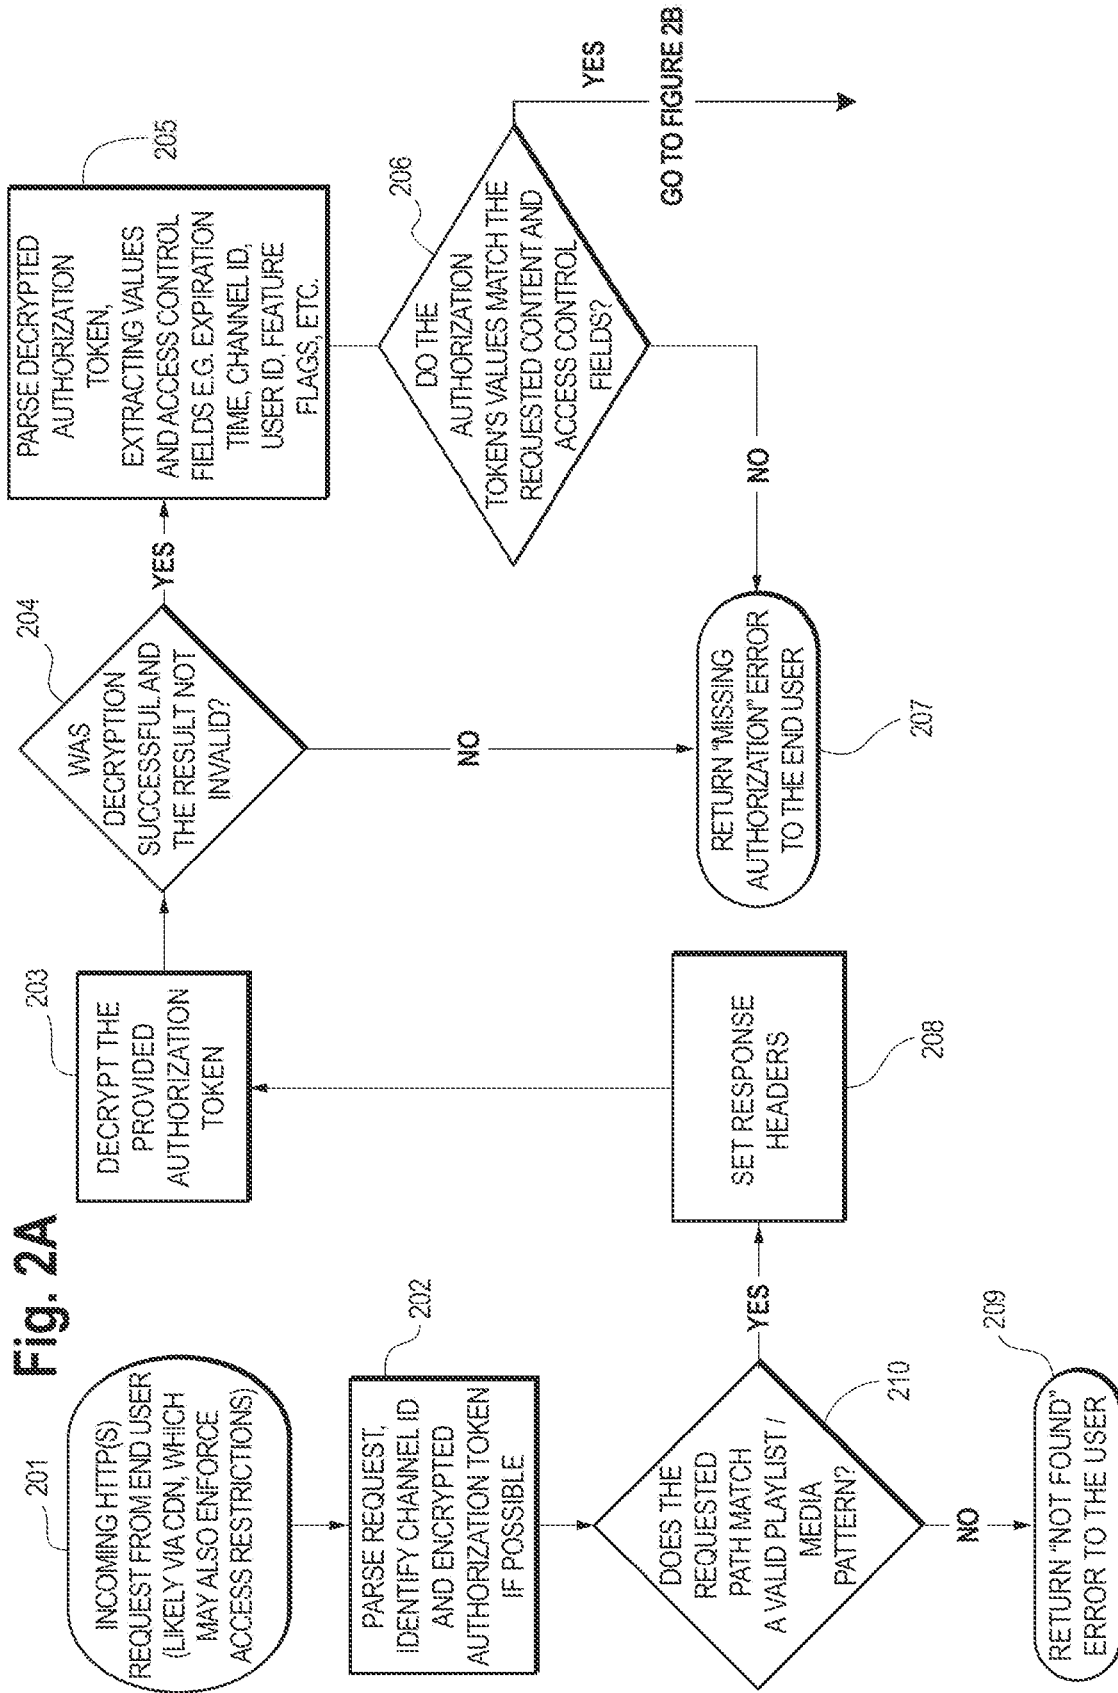 Fig. 2A
201
INCOMING HTTP(S)
REQUEST FROM END USER
(LIKELY VIA CDN, WHICH
MAY ALSO ENFORCE
ACCESS RESTRICTIONS)
202
PARSE REQUEST,
IDENTIFY CHANNEL ID
AND ENCRYPTED
AUTHORIZATION TOKEN
IF POSSIBLE
DOES THE
REQUESTED
PATH MATCH
A VALID PLAYLIST /
MEDIA
PATTERN?
210
NO
209
RETURN "NOT FOUND"
ERROR TO THE USER
YES
SET RESPONSE
HEADERS
208
203
DECRYPT THE
PROVIDED
AUTHORIZATION
TOKEN
204
WAS
DECRYPTION
SUCCESSFUL AND
THE RESULT NOT
INVALID?
NO
RETURN "MISSING
AUTHORIZATION" ERROR
TO THE END USER
207
YES
PARSE DECRYPTED
AUTHORIZATION
TOKEN,
EXTRACTING VALUES
AND ACCESS CONTROL
FIELDS E.G. EXPIRATION
TIME, CHANNEL ID,
USER ID, FEATURE
FLAGS, ETC.
205
206
DO THE
AUTHORIZATION
TOKEN'S VALUES MATCH THE
REQUESTED CONTENT AND
ACCESS CONTROL
FIELDS?
NO
YES
GO TO FIGURE 2B